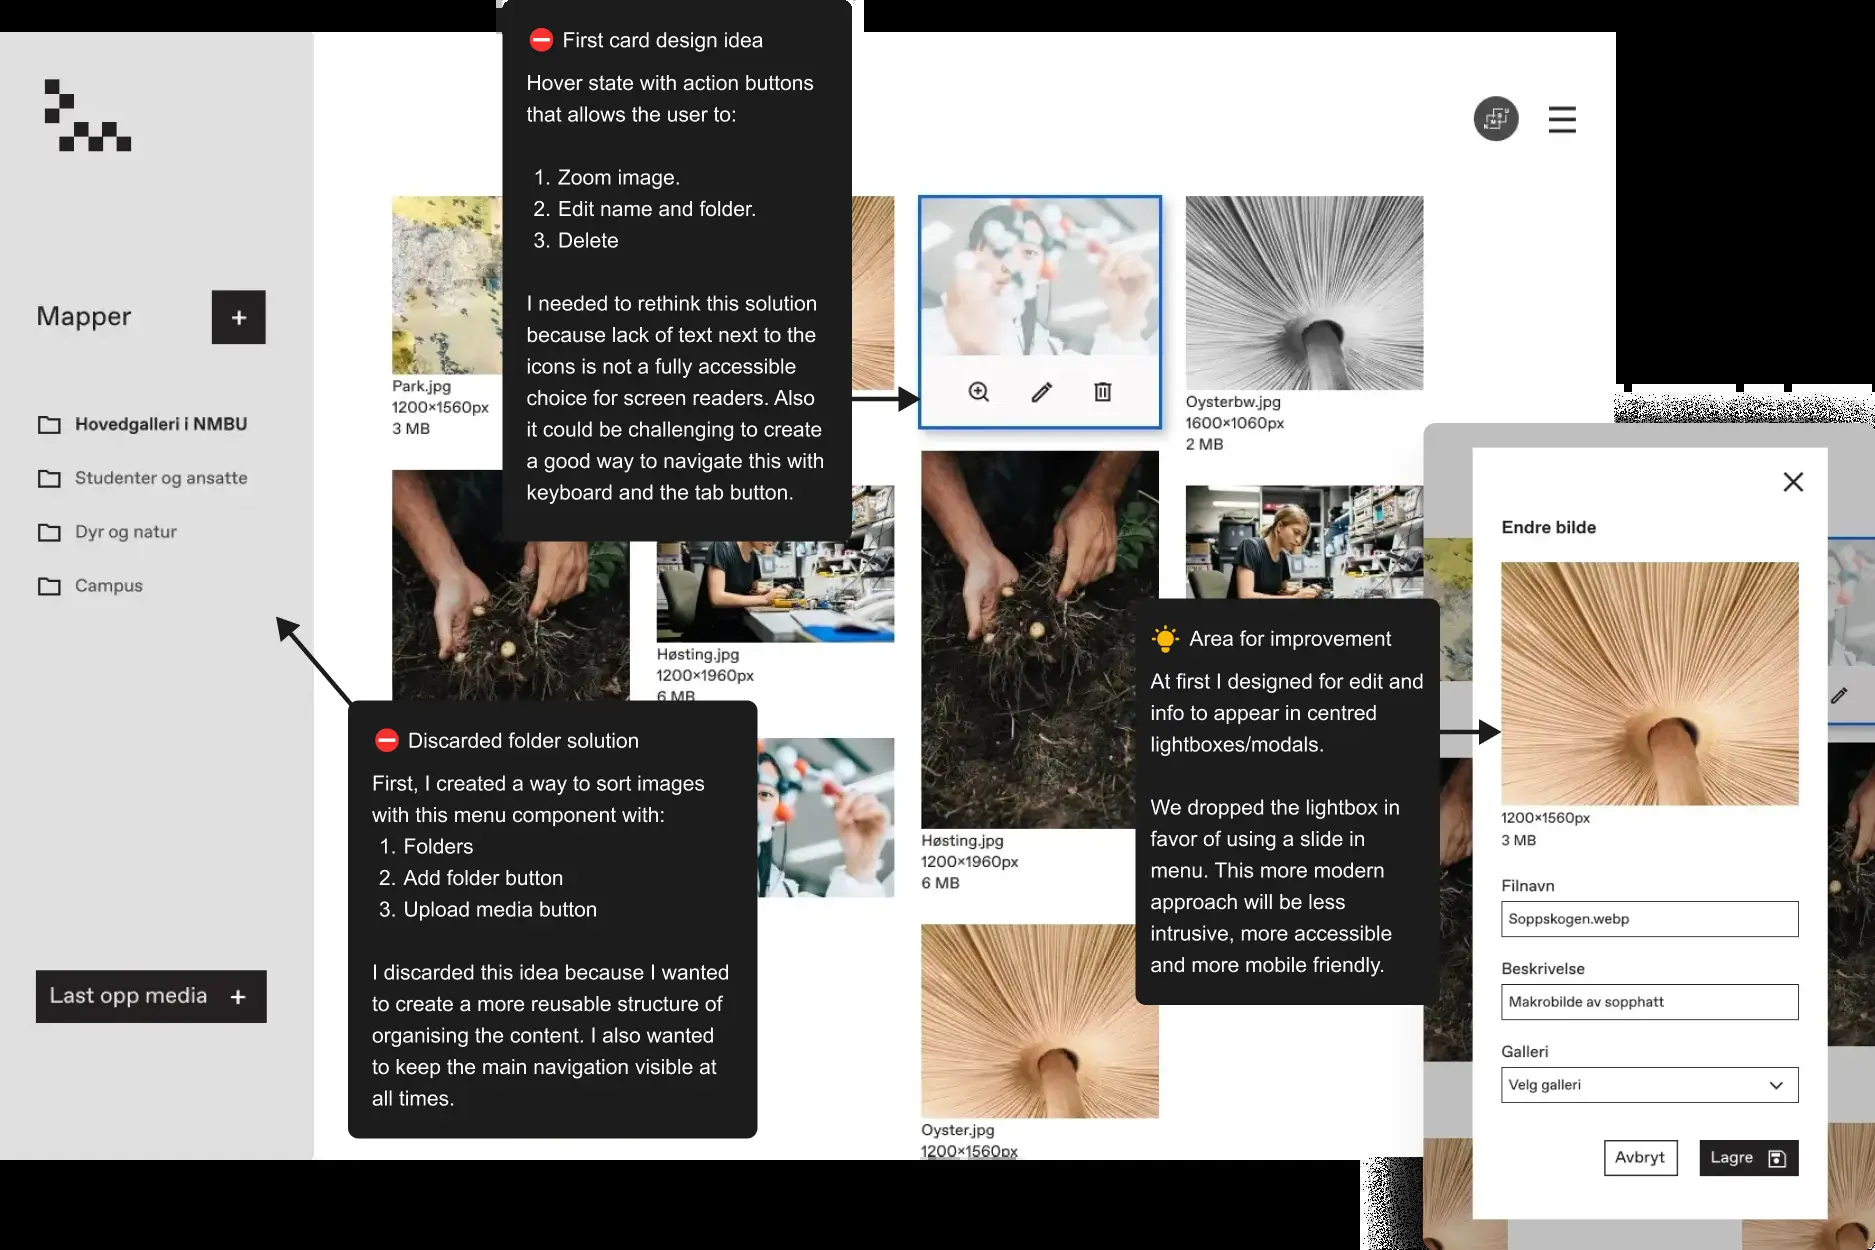 First card design idea
Hover state with action buttons
that allows the user to:
1. Zoom image.
2. Edit name and folder.
3. Delete
I needed to rethink this solution
because lack of text next to the
icons is not a fully accessible
choice for screen readers. Also
it could be challenging to create
a good way to navigate this with
keyboard and the tab button.
Mapper
+
Hovedgalleri i NMBU
Studenter og ansatte
Dyr og natur
Campus
Last opp media +
Park.jpg
1200×1560px
3 MB
Oysterbw.jpg
1600×1060px
2 MB
Høsting.jpg
1200×1960px
6 MB
Discarded folder solution
First, I created a way to sort images
with this menu component with:
1. Folders
2. Add folder button
3. Upload media button
I discarded this idea because I wanted
to create a more reusable structure of
organising the content. I also wanted
to keep the main navigation visible at
all times.
Høsting.jpg
1200×1960px
6 MB
Oyster.jpg
1200×1560px
Area for improvement
At first I designed for edit and
info to appear in centred
lightboxes/modals.
We dropped the lightbox in
favor of using a slide in
menu. This more modern
approach will be less
intrusive, more accessible
and more mobile friendly.
Endre bilde
1200×1560px
3 MB
Filnavn
Soppskogen.webp
Beskrivelse
Makrobilde av sopphatt
Galleri
Velg galleri
Avbryt
Lagre